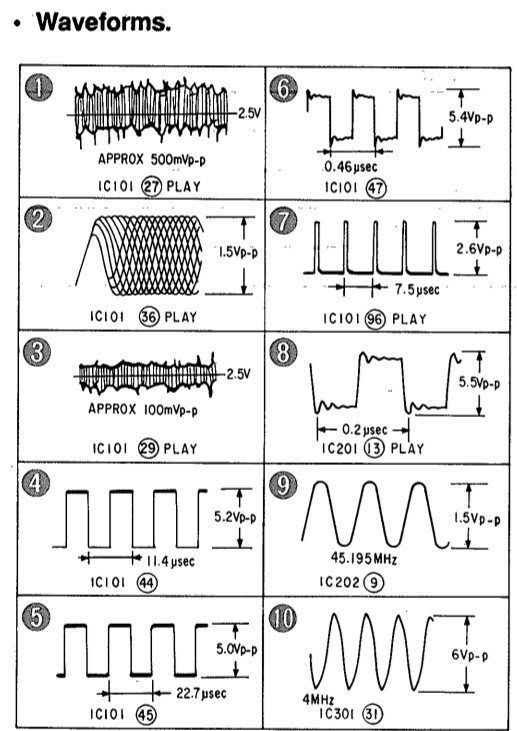 • Waveforms.
1
2.5V
APPROX 500mVp-p
IC101 27 PLAY
2
1.5Vp-p
IC101 36 PLAY
3
2.5V
APPROX 100mVp-p
IC101 29 PLAY
4
5.2Vp-p
11.4µsec
IC101 44
5
5.0Vp-p
22.7µsec
IC101 45
6
5.4Vp-p
0.46µsec
IC101 47
7
2.6Vp-p
7.5µsec
IC101 96 PLAY
8
5.5Vp-p
0.2µsec
IC201 13 PLAY
9
1.5Vp-p
45.195MHz
IC202 9
10
6Vp-p
4MHz
IC301 31